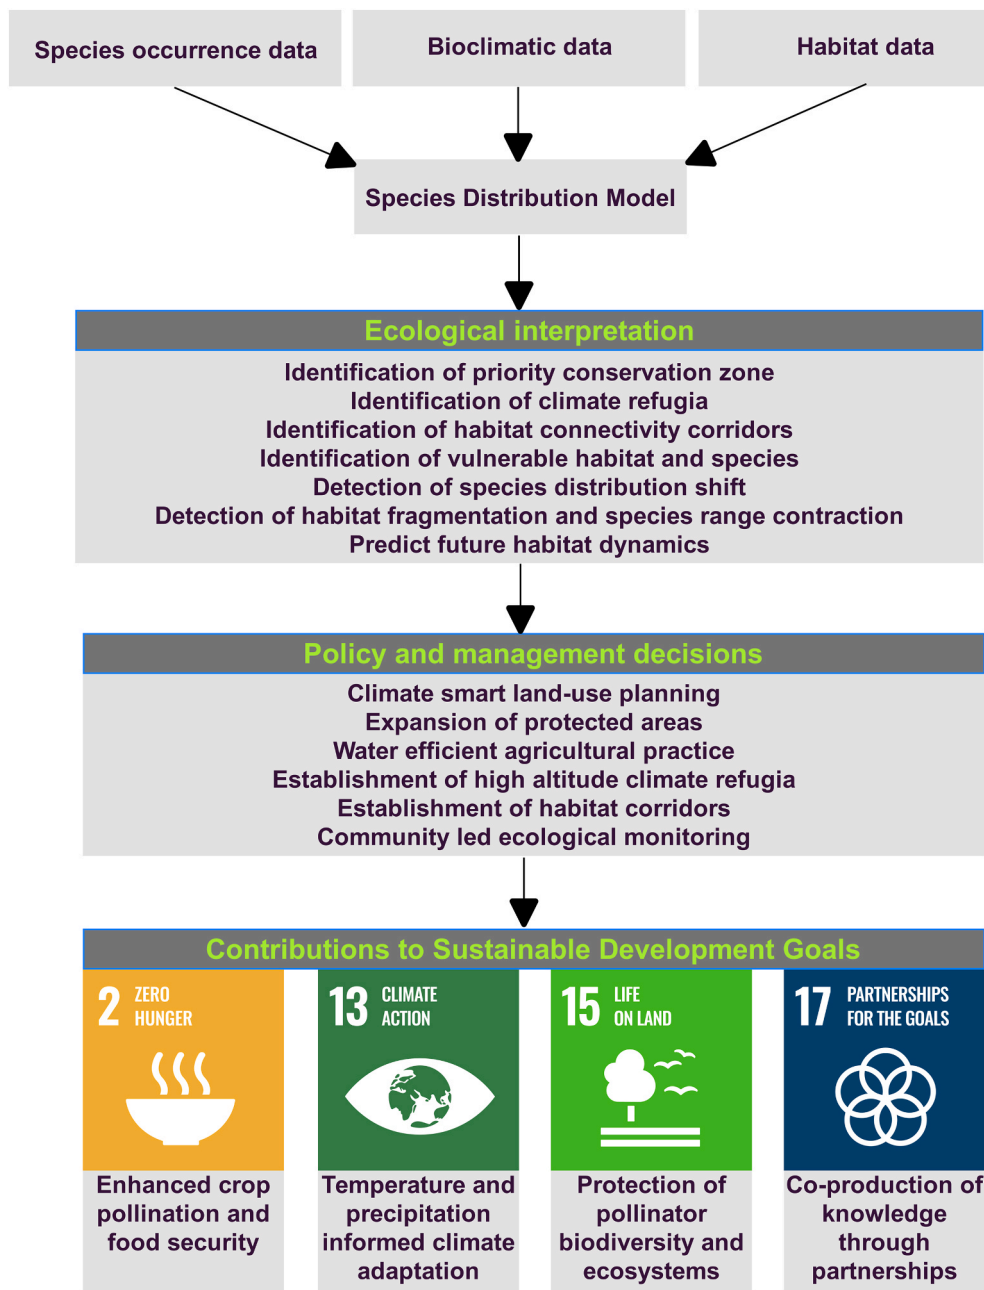 Species occurrence data
Bioclimatic data
Habitat data
Species Distribution Model
Ecological interpretation
Identification of priority conservation zone
Identification of climate refugia
Identification of habitat connectivity corridors
Identification of vulnerable habitat and species
Detection of species distribution shift
Detection of habitat fragmentation and species range contraction
Predict future habitat dynamics
Policy and management decisions
Climate smart land-use planning
Expansion of protected areas
Water efficient agricultural practice
Establishment of high altitude climate refugia
Establishment of habitat corridors
Community led ecological monitoring
Contributions to Sustainable Development Goals
2 ZERO
HUNGER
Enhanced crop
pollination and
food security
13 CLIMATE
ACTION
Temperature and
precipitation
informed climate
adaptation
15 LIFE
ON LAND
Protection of
pollinator
biodiversity and
ecosystems
17 PARTNERSHIPS
FOR THE GOALS
Co-production of
knowledge
through
partnerships